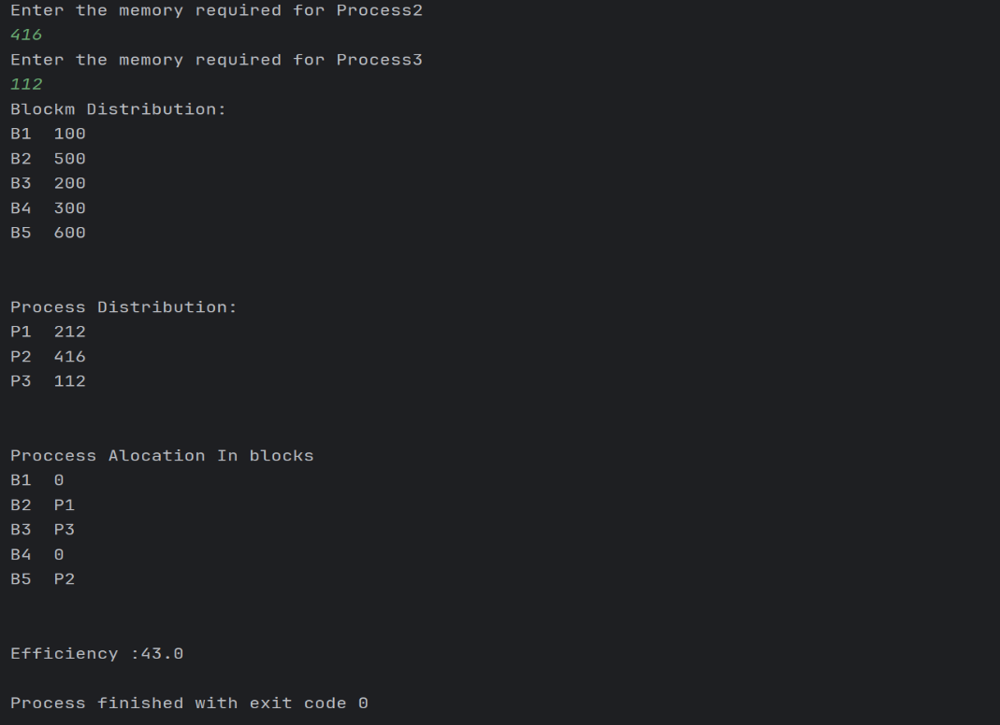 Enter the memory required for Process2
416
Enter the memory required for Process3
112
Blockm Distribution:
B1  100
B2  500
B3  200
B4  300
B5  600
Process Distribution:
P1  212
P2  416
P3  112
Proccess Alocation In blocks
B1  0
B2  P1
B3  P3
B4  0
B5  P2
Efficiency :43.0
Process finished with exit code 0